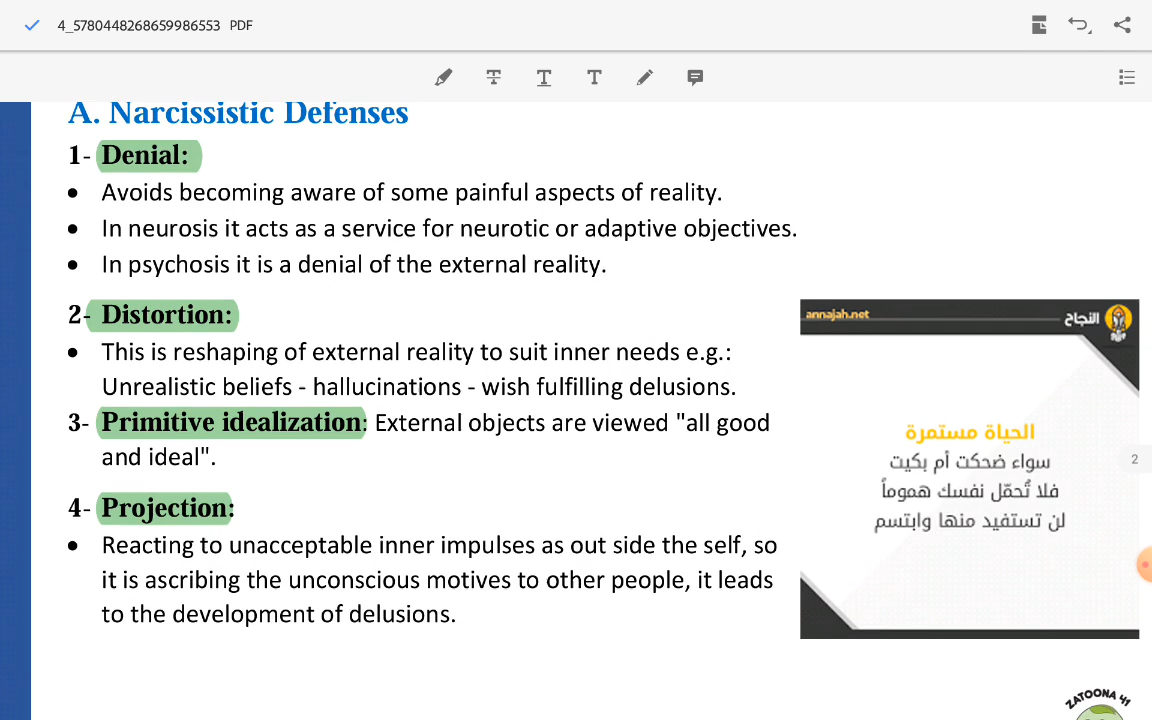 4_5780448268659986553 PDF
A. Narcissistic Defenses
1- Denial:
• Avoids becoming aware of some painful aspects of reality.
• In neurosis it acts as a service for neurotic or adaptive objectives.
• In psychosis it is a denial of the external reality.
2- Distortion:
• This is reshaping of external reality to suit inner needs e.g.:
Unrealistic beliefs - hallucinations - wish fulfilling delusions.
3- Primitive idealization: External objects are viewed "all good
and ideal".
4- Projection:
• Reacting to unacceptable inner impulses as out side the self, so
it is ascribing the unconscious motives to other people, it leads
to the development of delusions.
annajah.net
النجاح
الحياة مستمرة
سواء ضحكت أم بكيت
فلا تُحمّل نفسك هموماً
لن تستفيد منها وابتسم
2
ZATOONA 41